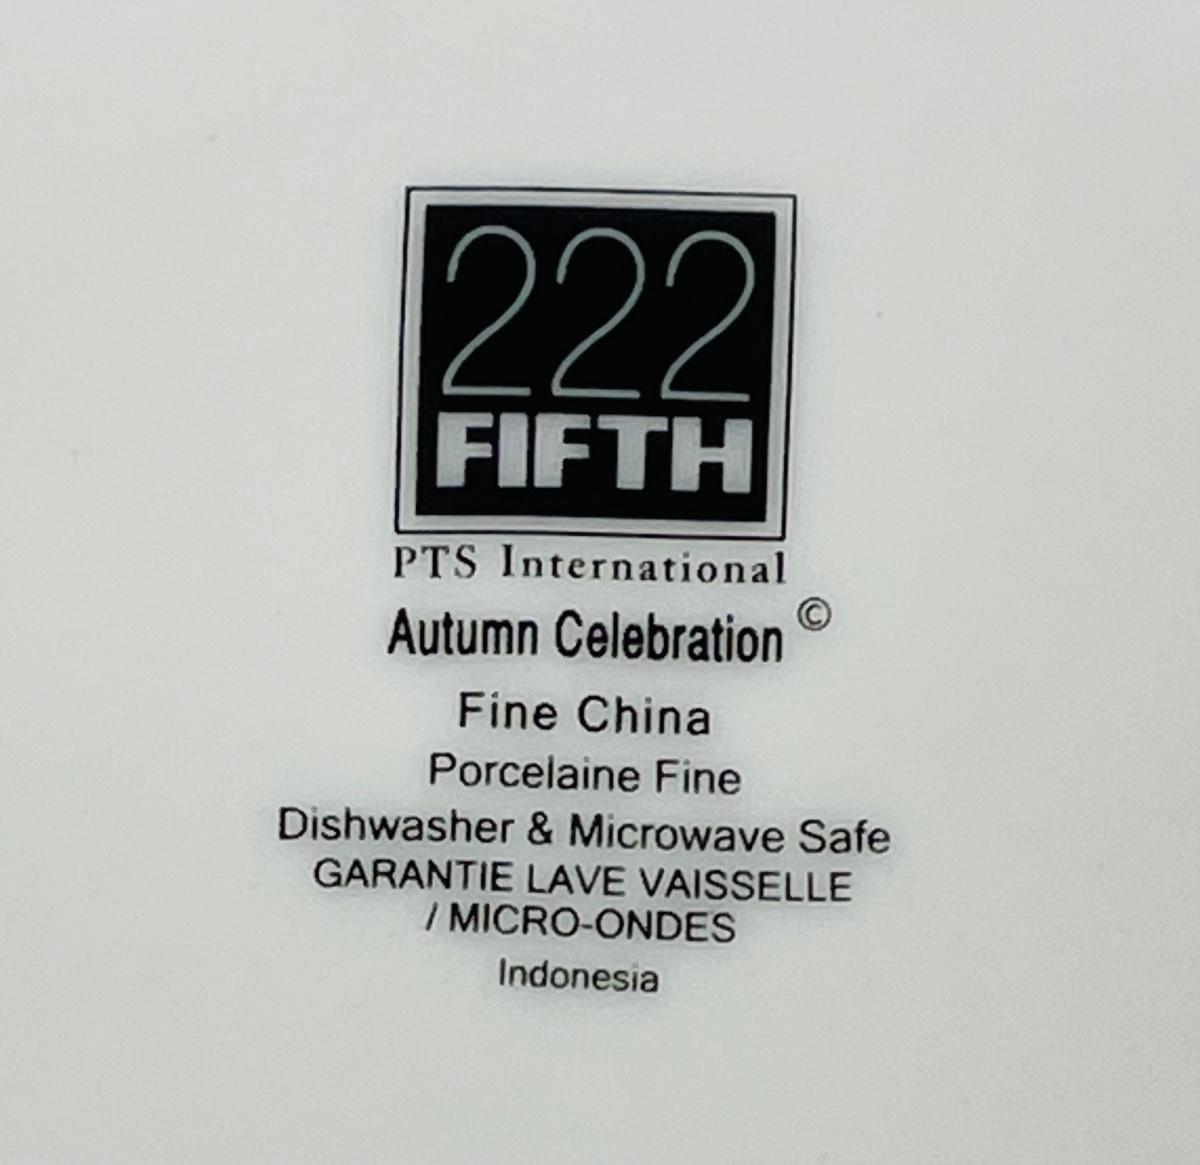 222
FIFTH
PTS International
Autumn Celebration ©
Fine China
Porcelaine Fine
Dishwasher & Microwave Safe
GARANTIE LAVE VAISSELLE
/ MICRO-ONDES
Indonesia